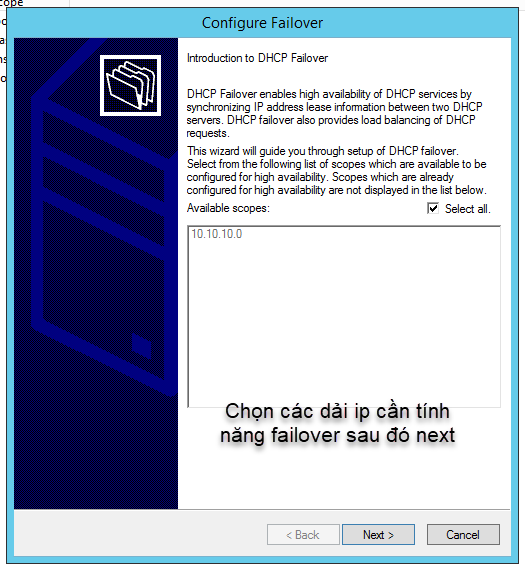 cope
Configure Failover
Introduction to DHCP Failover
DHCP Failover enables high availability of DHCP services by
synchronizing IP address lease information between two DHCP
servers. DHCP failover also provides load balancing of DHCP
requests.
This wizard will guide you through setup of DHCP failover.
Select from the following list of scopes which are available to be
configured for high availability. Scopes which are already
configured for high availability are not displayed in the list below.
Available scopes:
Select all.
10.10.10.0
Chọn các dải ip cần tính
năng failover sau đó next
< Back
Next >
Cancel